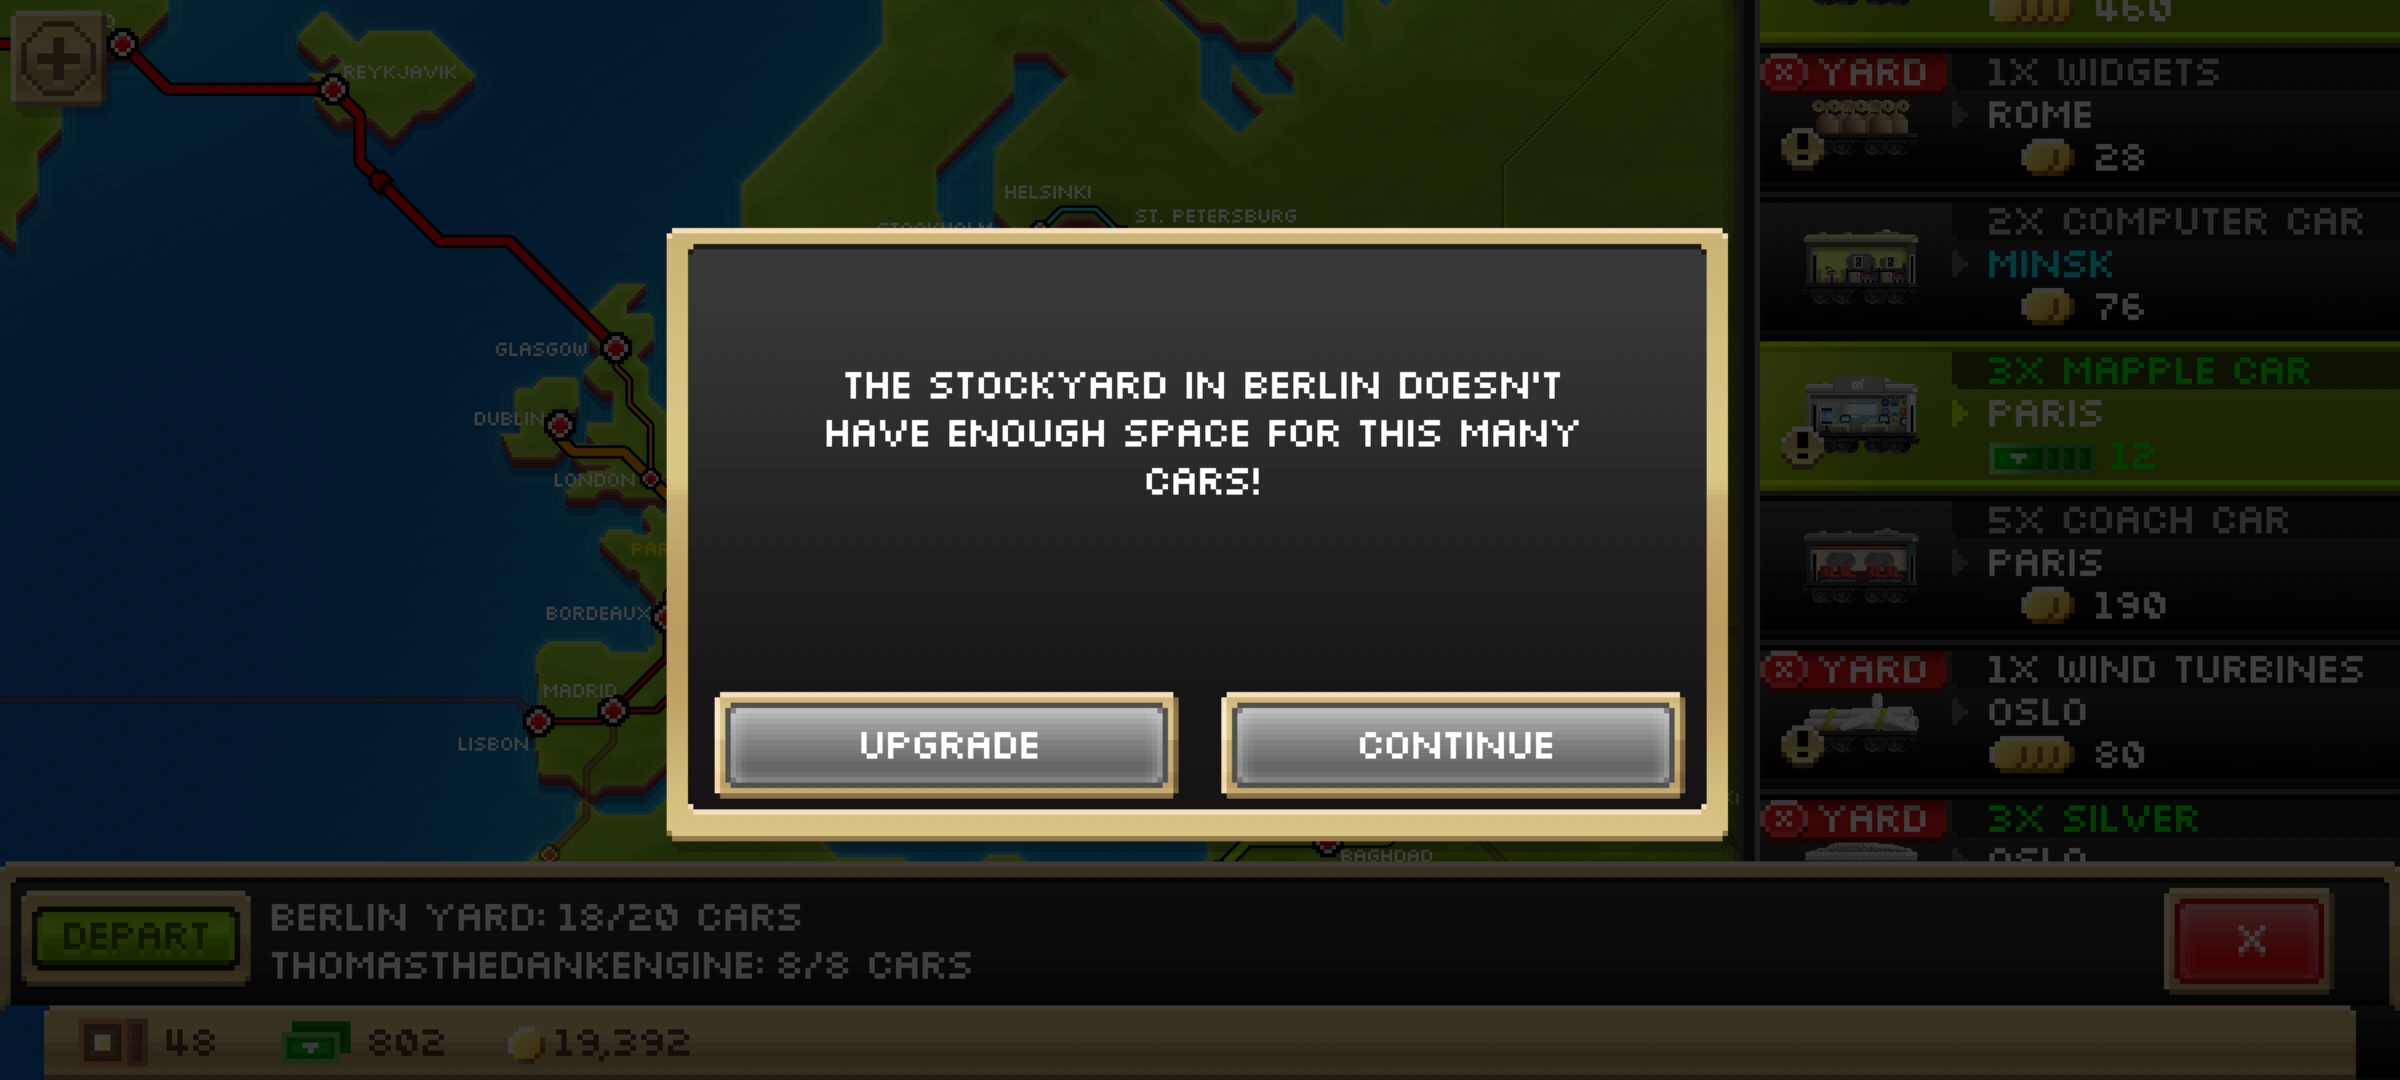 REYKJAVIK
HELSINKI
ST. PETERSBURG
STOCKHOLM
GLASGOW
DUBLIN
LONDON
PAR
BORDEAUX
MADRID
LISBON
BAGHDAD
THE STOCKYARD IN BERLIN DOESN'T
HAVE ENOUGH SPACE FOR THIS MANY
CARS!
UPGRADE
CONTINUE
460
YARD
1X WIDGETS
ROME
28
2X COMPUTER CAR
MINSK
76
3X MAPPLE CAR
PARIS
12
5X COACH CAR
PARIS
190
YARD
1X WIND TURBINES
OSLO
80
YARD
3X SILVER
OSLO
DEPART
BERLIN YARD: 18/20 CARS
THOMASTHEDANKENGINE: 8/8 CARS
X
48
802
19,392